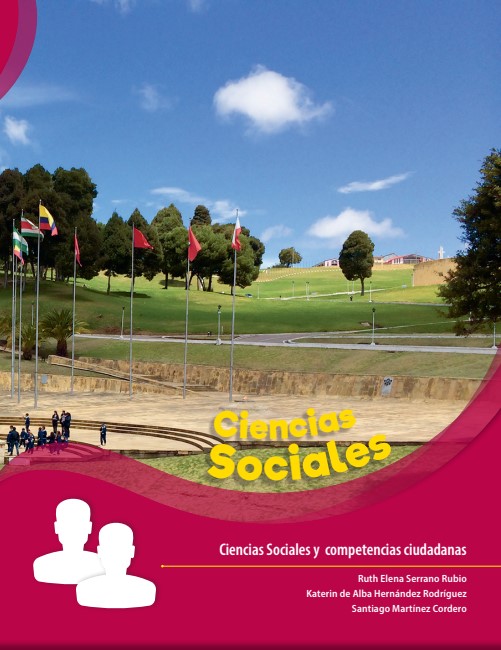 Ciencias
Sociales
Ciencias Sociales y competencias ciudadanas
Ruth Elena Serrano Rubio
Katerin de Alba Hernández Rodríguez
Santiago Martínez Cordero